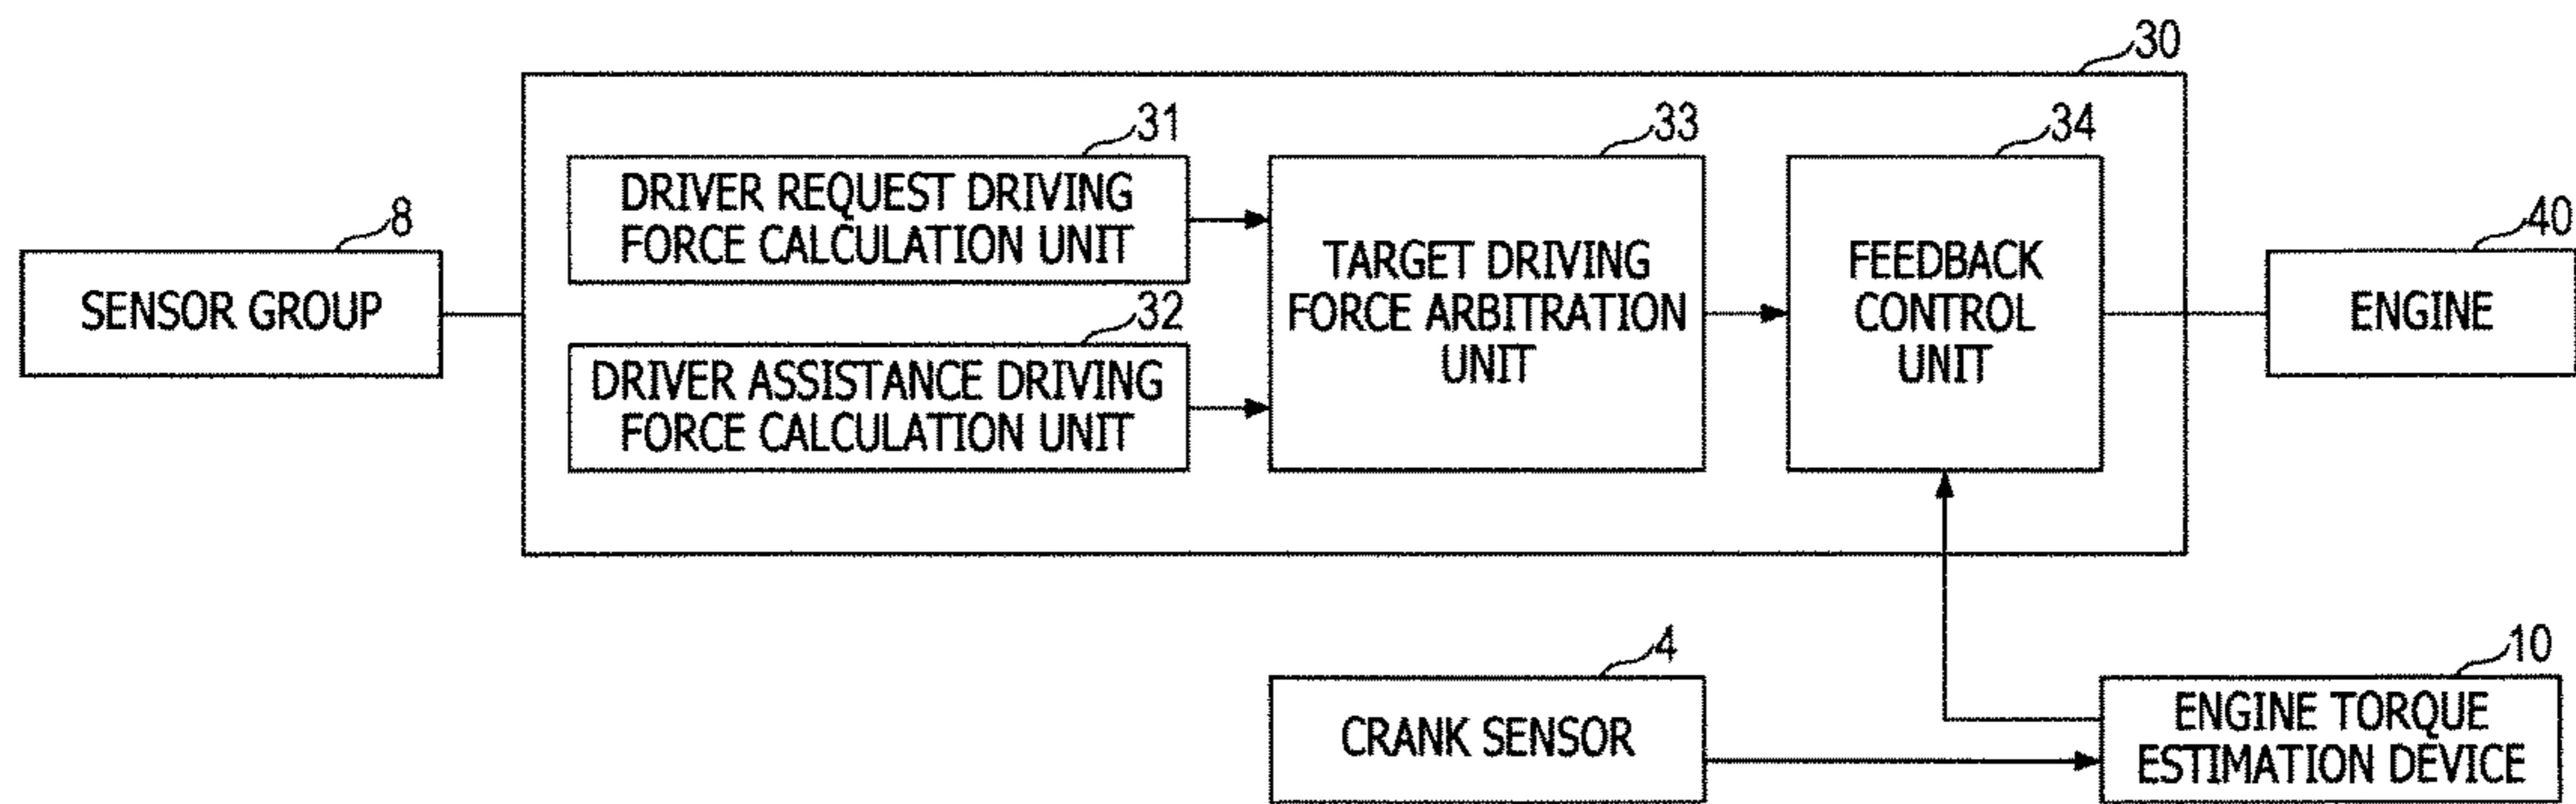 30
31
DRIVER REQUEST DRIVING
FORCE CALCULATION UNIT
32
DRIVER ASSISTANCE DRIVING
FORCE CALCULATION UNIT
33
TARGET DRIVING
FORCE ARBITRATION
UNIT
34
FEEDBACK
CONTROL
UNIT
8
SENSOR GROUP
40
ENGINE
4
CRANK SENSOR
10
ENGINE TORQUE
ESTIMATION DEVICE